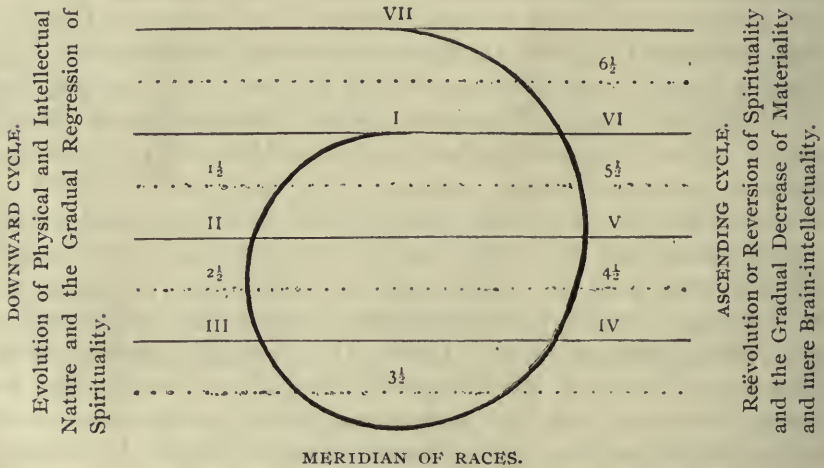 VII
6½
I VI
1½ 5½
II V
2½ 4½
III IV
3½
MERIDIAN OF RACES.
DOWNWARD CYCLE.
Evolution of Physical and Intellectual
Nature and the Gradual Regression of
Spirituality.
ASCENDING CYCLE.
Reëvolution or Reversion of Spirituality
and the Gradual Decrease of Materiality
and mere Brain-intellectuality.